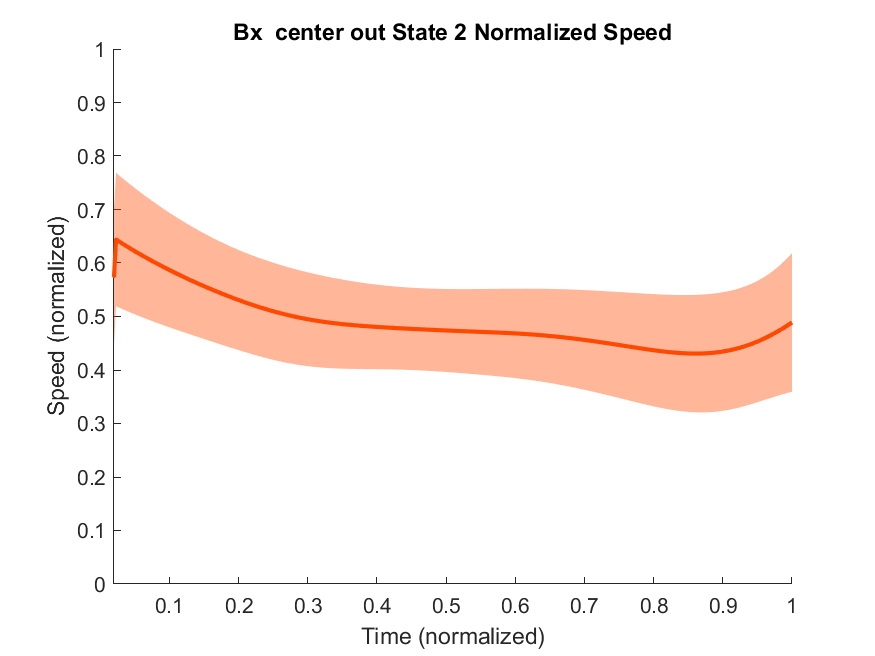 Bx  center out State 2 Normalized Speed
1
0.9
0.8
0.7
0.6
0.5
0.4
0.3
0.2
0.1
0
Speed (normalized)
0.1 0.2 0.3 0.4 0.5 0.6 0.7 0.8 0.9 1
Time (normalized)